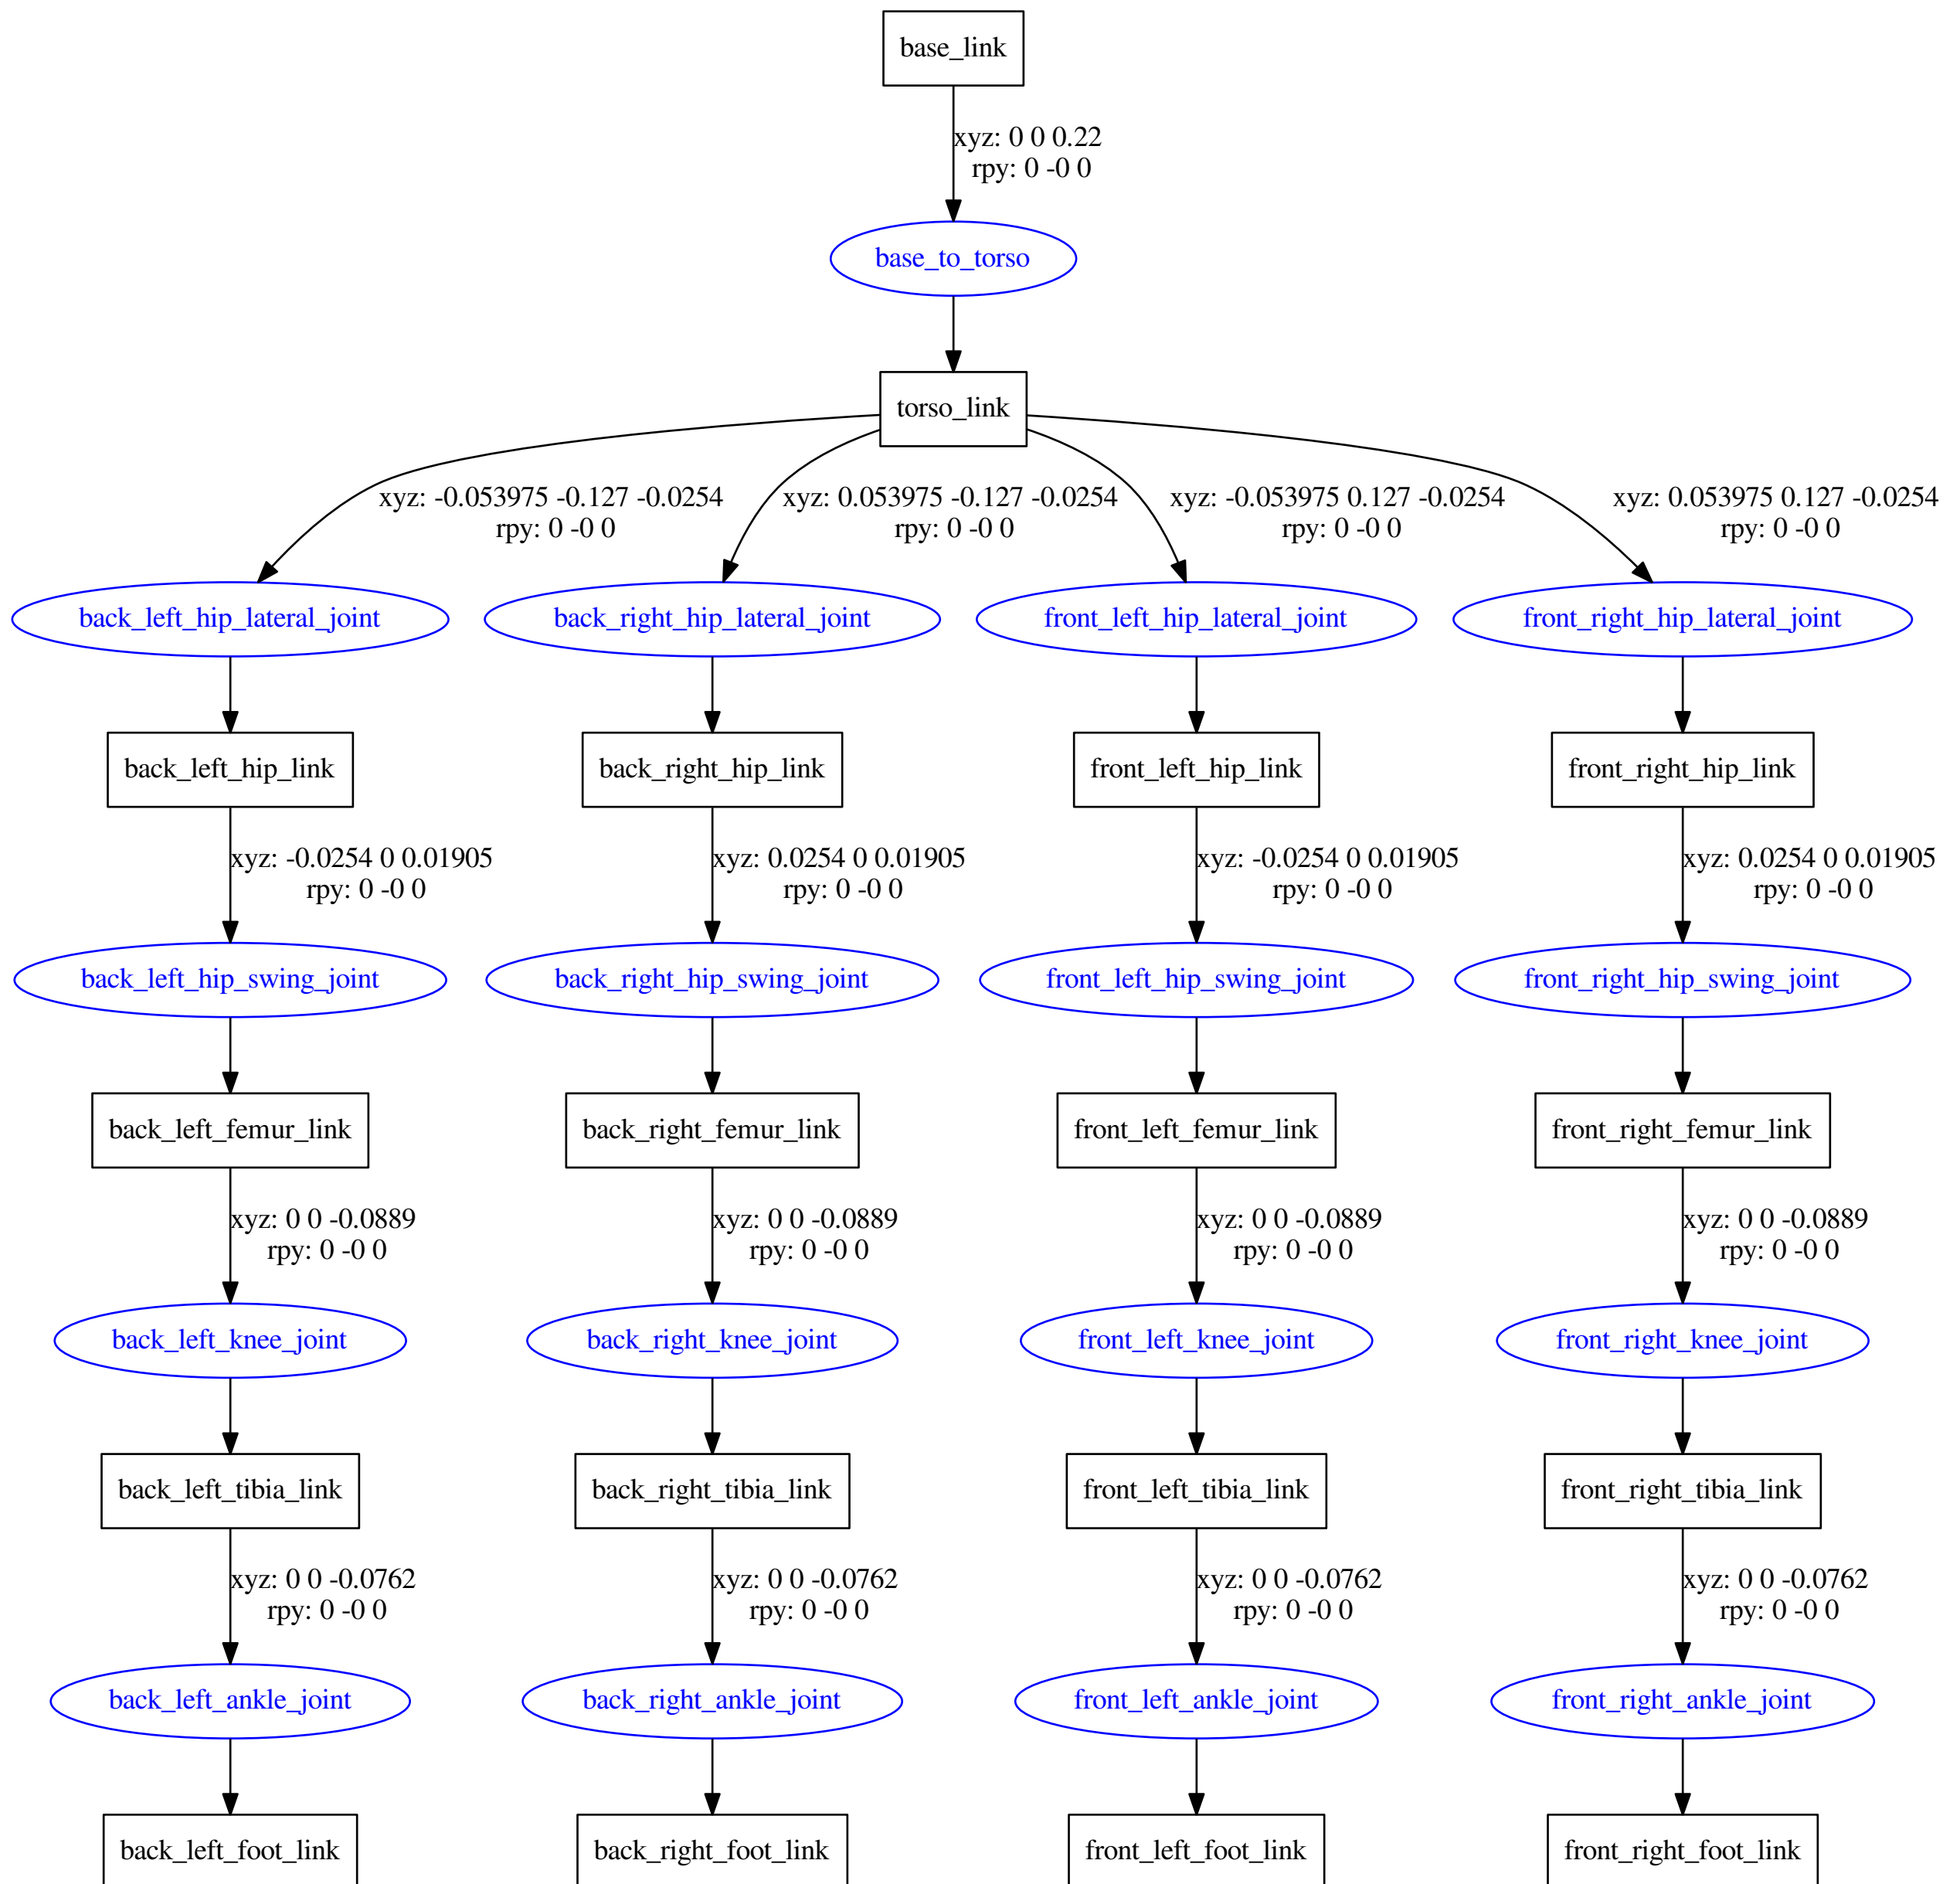 base_link
xyz: 0 0 0.22
rpy: 0 -0 0
base_to_torso
torso_link
xyz: -0.053975 -0.127 -0.0254
rpy: 0 -0 0
xyz: 0.053975 -0.127 -0.0254
rpy: 0 -0 0
xyz: -0.053975 0.127 -0.0254
rpy: 0 -0 0
xyz: 0.053975 0.127 -0.0254
rpy: 0 -0 0
back_left_hip_lateral_joint
back_right_hip_lateral_joint
front_left_hip_lateral_joint
front_right_hip_lateral_joint
back_left_hip_link
back_right_hip_link
front_left_hip_link
front_right_hip_link
xyz: -0.0254 0 0.01905
rpy: 0 -0 0
xyz: 0.0254 0 0.01905
rpy: 0 -0 0
xyz: -0.0254 0 0.01905
rpy: 0 -0 0
xyz: 0.0254 0 0.01905
rpy: 0 -0 0
back_left_hip_swing_joint
back_right_hip_swing_joint
front_left_hip_swing_joint
front_right_hip_swing_joint
back_left_femur_link
back_right_femur_link
front_left_femur_link
front_right_femur_link
xyz: 0 0 -0.0889
rpy: 0 -0 0
xyz: 0 0 -0.0889
rpy: 0 -0 0
xyz: 0 0 -0.0889
rpy: 0 -0 0
xyz: 0 0 -0.0889
rpy: 0 -0 0
back_left_knee_joint
back_right_knee_joint
front_left_knee_joint
front_right_knee_joint
back_left_tibia_link
back_right_tibia_link
front_left_tibia_link
front_right_tibia_link
xyz: 0 0 -0.0762
rpy: 0 -0 0
xyz: 0 0 -0.0762
rpy: 0 -0 0
xyz: 0 0 -0.0762
rpy: 0 -0 0
xyz: 0 0 -0.0762
rpy: 0 -0 0
back_left_ankle_joint
back_right_ankle_joint
front_left_ankle_joint
front_right_ankle_joint
back_left_foot_link
back_right_foot_link
front_left_foot_link
front_right_foot_link